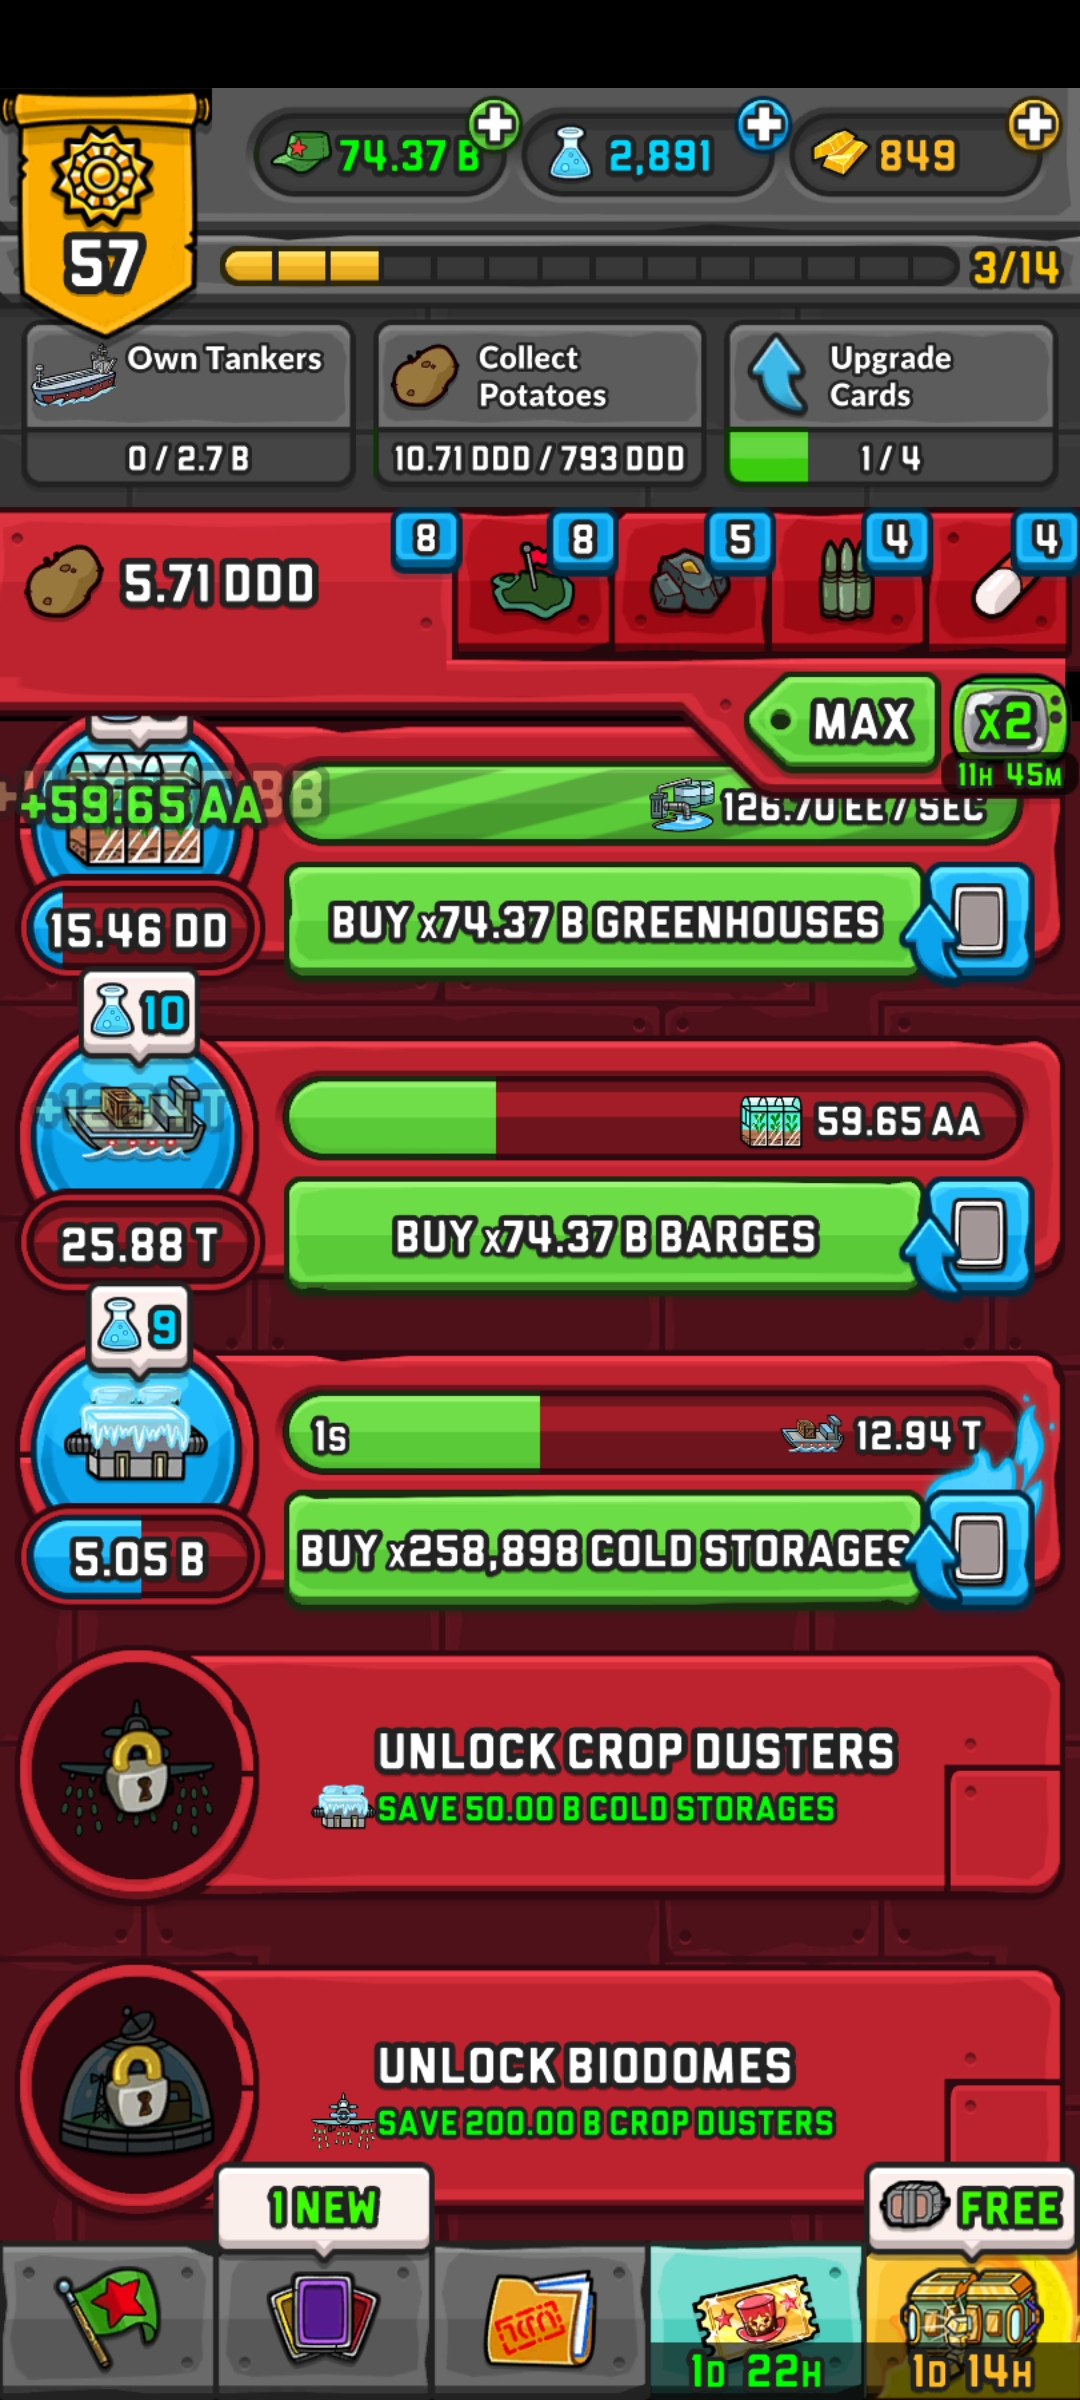 74.37 B
2,891
849
57
3/14
Own Tankers
0 / 2.7 B
Collect
Potatoes
10.71 DDD / 793 DDD
Upgrade
Cards
1 / 4
5.71 DDD
8
8
5
4
4
MAX
x2
11H 45M
+59.65 AA
126.70 EE / SEC
15.46 DD
BUY x74.37 B GREENHOUSES
10
59.65 AA
25.88 T
BUY x74.37 B BARGES
9
1s
12.94 T
5.05 B
BUY x258,898 COLD STORAGES
UNLOCK CROP DUSTERS
SAVE 50.00 B COLD STORAGES
UNLOCK BIODOMES
SAVE 200.00 B CROP DUSTERS
1 NEW
FREE
1D 22H
1D 14H